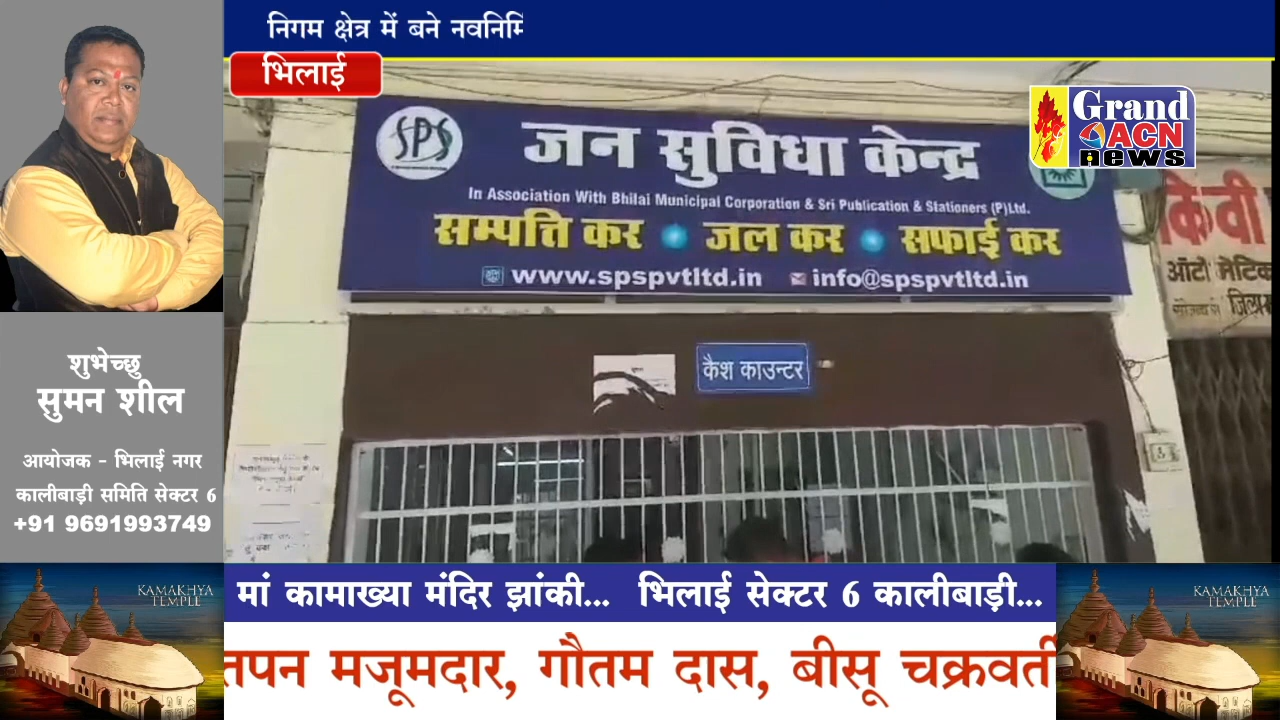 निगम क्षेत्र में बने
भिलाई
Grand
ACN
news
SPS
जन सुविधा केन्द्र
In Association With Bhilai Municipal Corporation & Sri Publication & Stationers (P)Ltd.
सम्पत्ति कर जल कर सफाई कर
www.spspvtltd.in info@spspvtltd.in
कैश काउन्टर
शुभेच्छु
सुमन शील
आयोजक - भिलाई नगर
कालीबाड़ी समिति सेक्टर 6
+91 9691993749
KAMAKHYA
TEMPLE
मां कामाख्या मंदिर झांकी... भिलाई सेक्टर 6 कालीबाड़ी...
KAMAKHYA
TEMPLE
तपन मजूमदार, गौतम दास, बीसू चक्रवर्ती